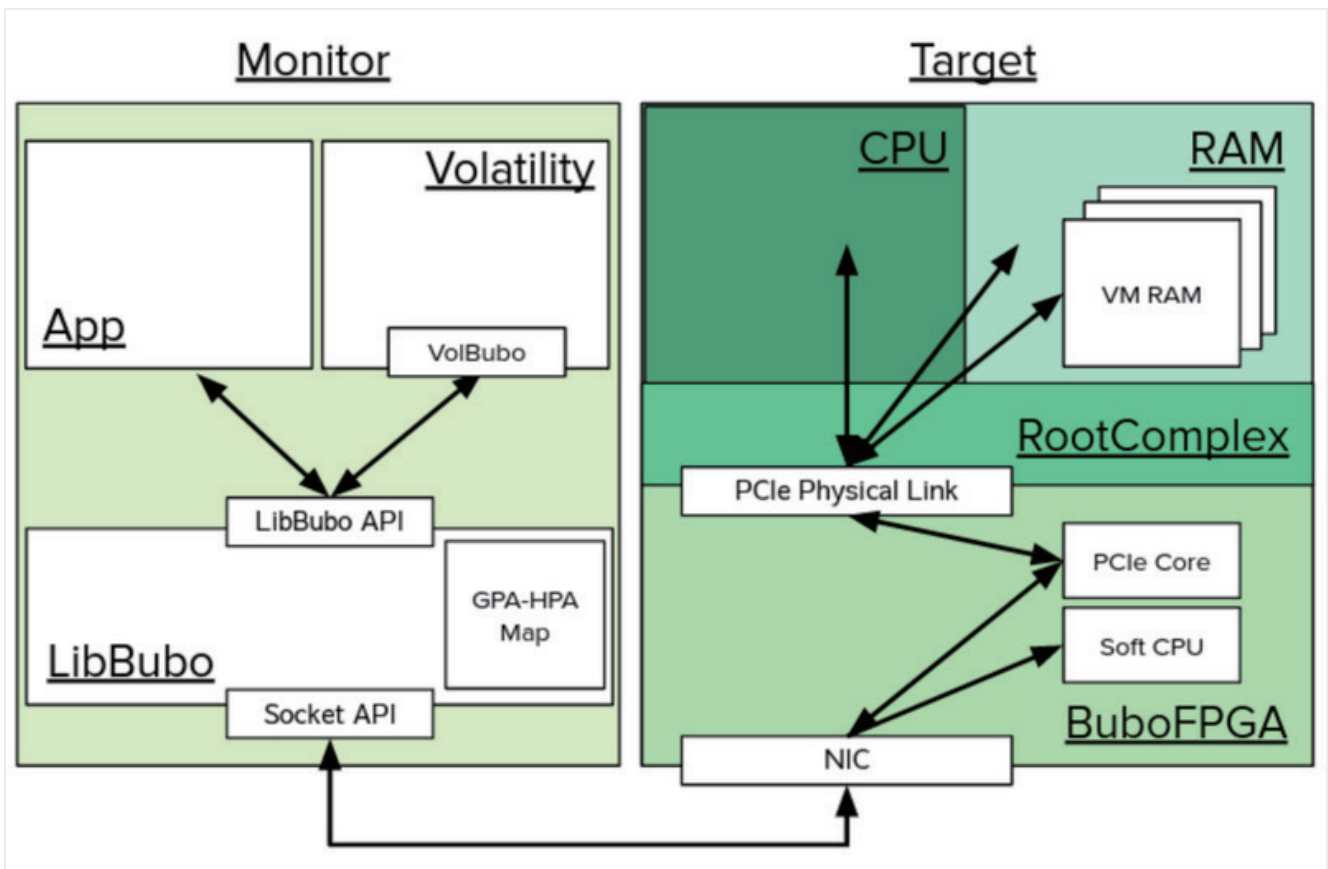 Monitor
Target
Volatility
App
VolBubo
LibBubo API
GPA-HPA
Map
LibBubo
Socket API
CPU
RAM
VM RAM
RootComplex
PCIe Physical Link
PCIe Core
Soft CPU
BuboFPGA
NIC